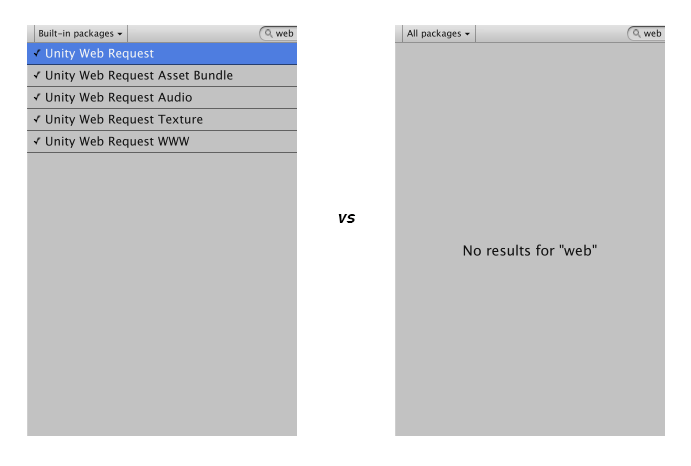 Built-in packages
web
✓ Unity Web Request
✓ Unity Web Request Asset Bundle
✓ Unity Web Request Audio
✓ Unity Web Request Texture
✓ Unity Web Request WWW
vs
All packages
web
No results for "web"